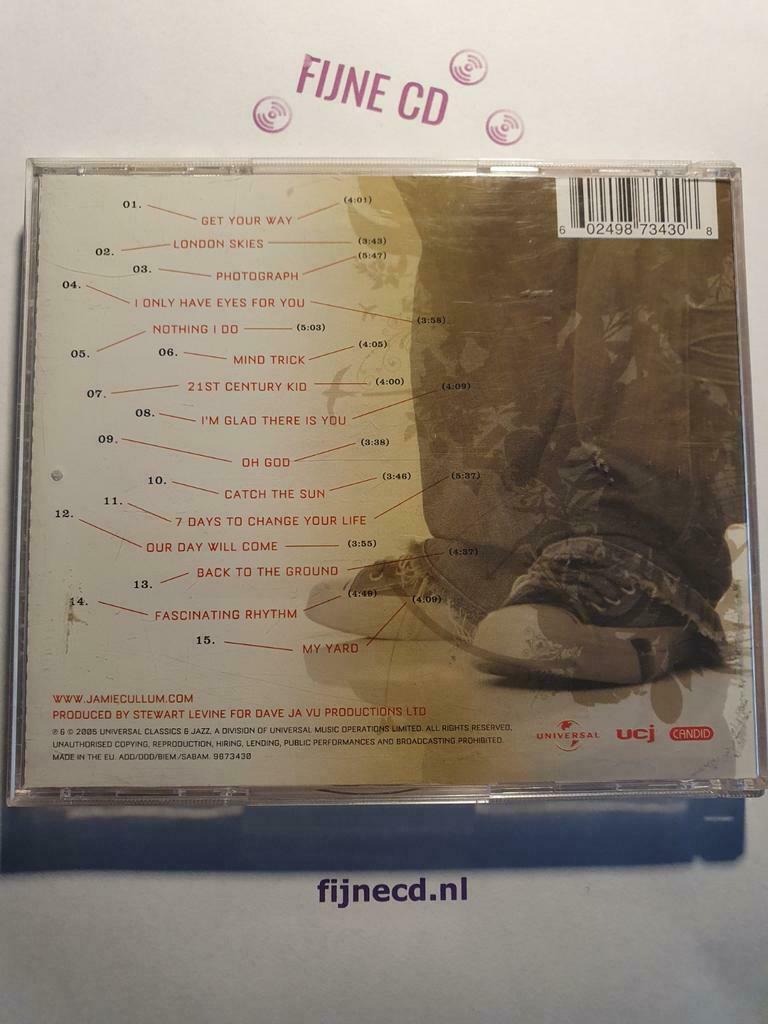 FIJNE CD
6 02498 73430 8
01. GET YOUR WAY (4:01)
02. LONDON SKIES (3:43)
03. PHOTOGRAPH (5:47)
04. I ONLY HAVE EYES FOR YOU (3:58)
05. NOTHING I DO (5:03)
06. MIND TRICK (4:05)
07. 21ST CENTURY KID (4:00)
08. I'M GLAD THERE IS YOU (4:09)
09. OH GOD (3:38)
10. CATCH THE SUN (3:46)
11. 7 DAYS TO CHANGE YOUR LIFE (5:37)
12. OUR DAY WILL COME (3:55)
13. BACK TO THE GROUND (4:37)
14. FASCINATING RHYTHM (4:49)
15. MY YARD (4:09)
WWW.JAMIECULLUM.COM
PRODUCED BY STEWART LEVINE FOR DAVE JA VU PRODUCTIONS LTD
℗ & © 2005 UNIVERSAL CLASSICS & JAZZ, A DIVISION OF UNIVERSAL MUSIC OPERATIONS LIMITED. ALL RIGHTS RESERVED.
UNAUTHORISED COPYING, REPRODUCTION, HIRING, LENDING, PUBLIC PERFORMANCES AND BROADCASTING PROHIBITED.
MADE IN THE EU. ADD/DDD/BIEM/SABAM. 9873430
UNIVERSAL ucj CANDID
fijnecd.nl